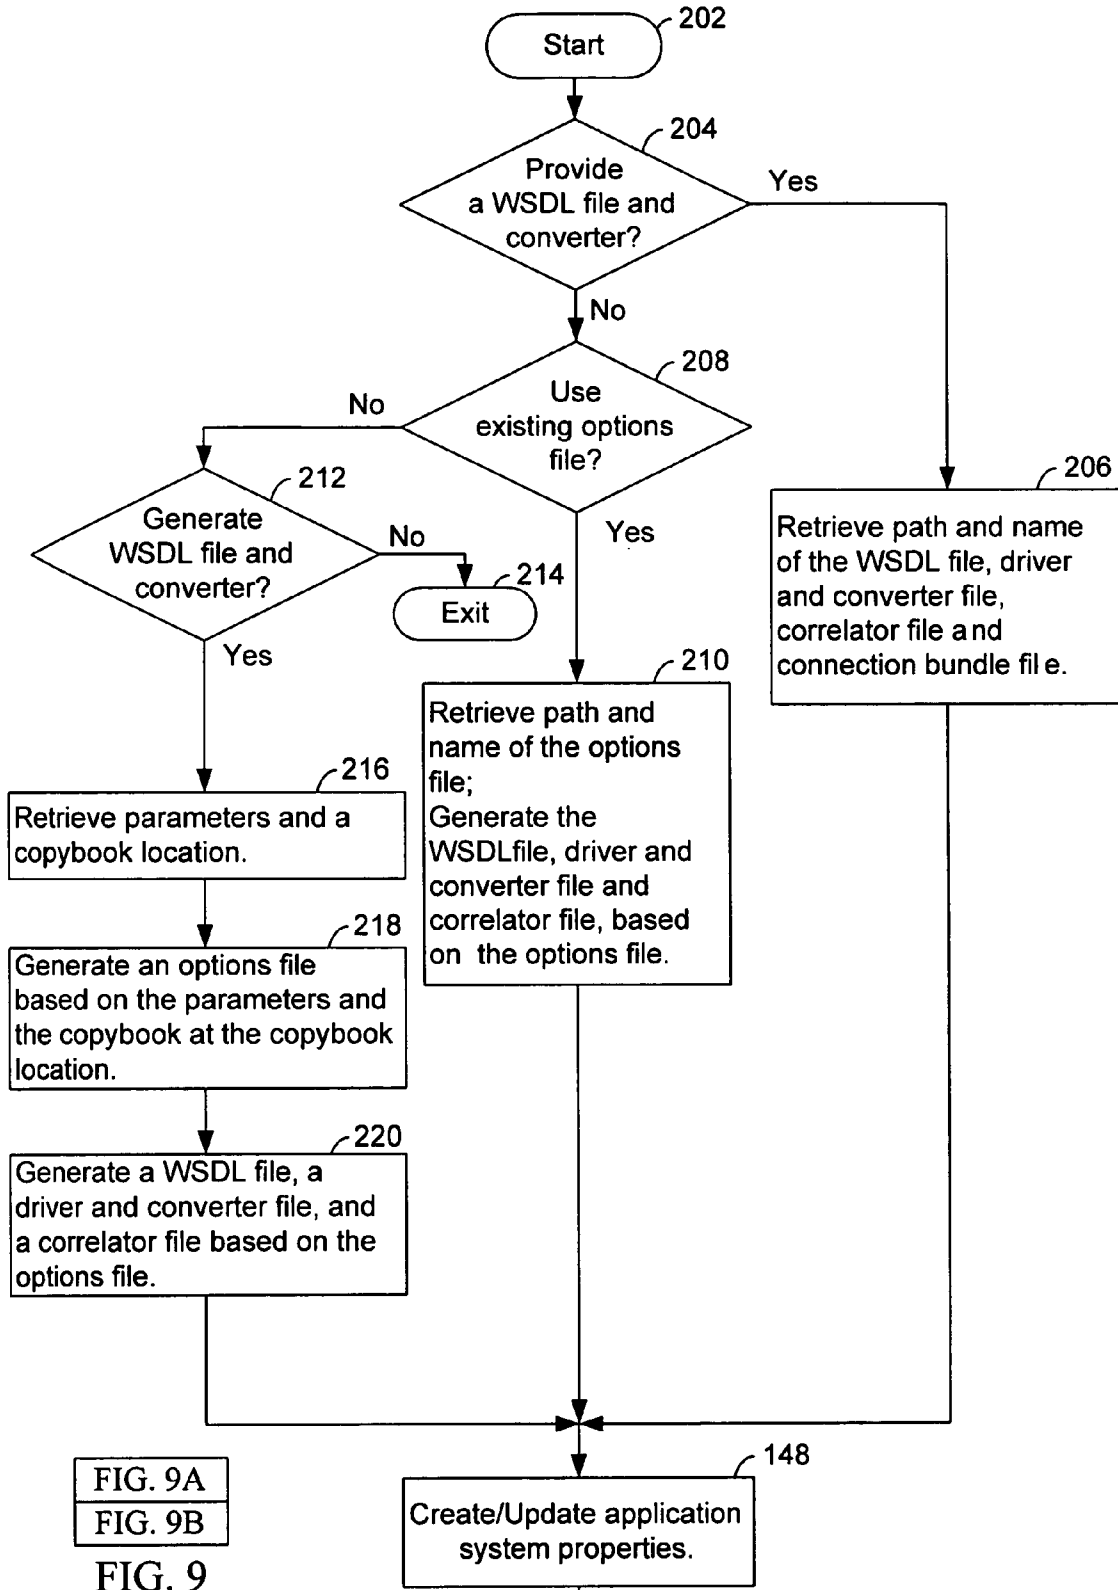 202
Start
204
Provide
a WSDL file and
converter?
Yes
No
208
Use
existing options
file?
No
Yes
212
Generate
WSDL file and
converter?
No
214
Exit
Yes
206
Retrieve path and name
of the WSDL file, driver
and converter file,
correlator file and
connection bundle file.
210
Retrieve path and
name of the options
file;
Generate the
WSDLfile, driver and
converter file and
correlator file, based
on the options file.
216
Retrieve parameters and a
copybook location.
218
Generate an options file
based on the parameters and
the copybook at the copybook
location.
220
Generate a WSDL file, a
driver and converter file, and
a correlator file based on the
options file.
148
Create/Update application
system properties.
FIG. 9A
FIG. 9B
FIG. 9